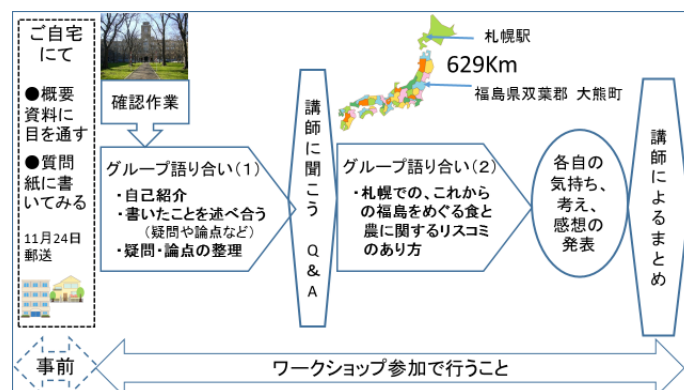 ご自宅
にて
●概要
資料に
目を通す
●質問
紙に書
いてみる
11月24日
郵送
確認作業
グループ語り合い(1)
・自己紹介
・書いたことを述べ合う
(疑問や論点など)
・疑問・論点の整理
講師に聞こう Q&A
札幌駅
629Km
福島県双葉郡 大熊町
グループ語り合い(2)
・札幌での、これから
の福島をめぐる食と
農に関するリスコミ
のあり方
各自の
気持ち、
考え、
感想の
発表
講師によるまとめ
事前
ワークショップ参加で行うこと